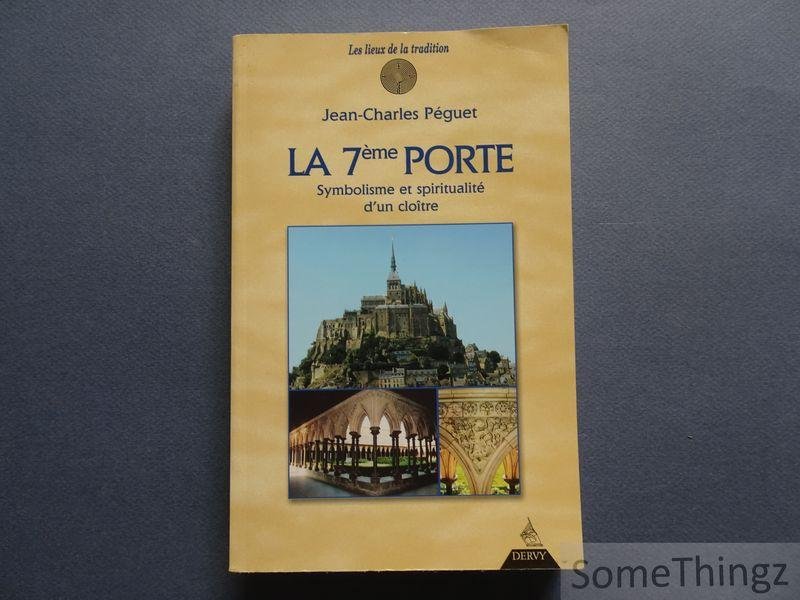 Les lieux de la tradition
Jean-Charles Péguet
LA 7ème PORTE
Symbolisme et spiritualité
d'un cloître
DERVY
SomeThingz